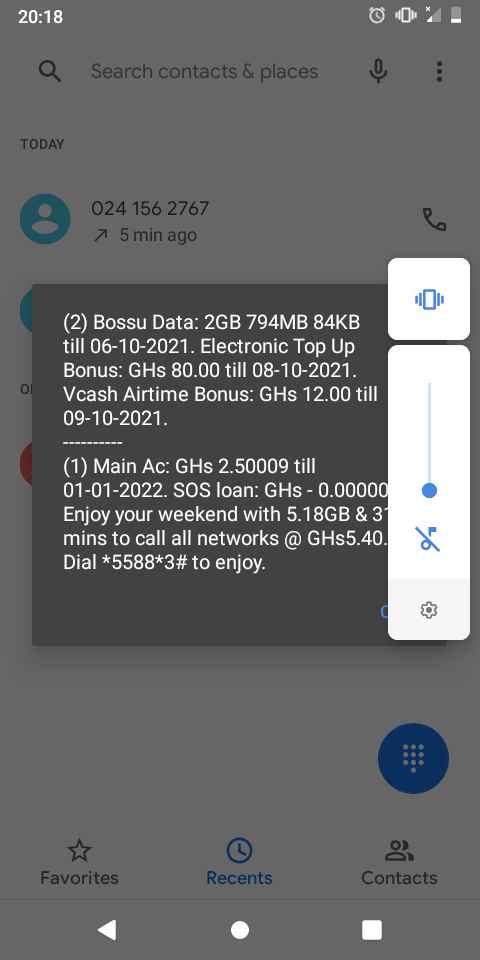 20:18
Search contacts & places
TODAY
024 156 2767
5 min ago
(2) Bossu Data: 2GB 794MB 84KB
till 06-10-2021. Electronic Top Up
Bonus: GHs 80.00 till 08-10-2021.
Vcash Airtime Bonus: GHs 12.00 till
09-10-2021.
----------
(1) Main Ac: GHs 2.50009 till
01-01-2022. SOS loan: GHs - 0.00000
Enjoy your weekend with 5.18GB &
mins to call all networks @ GHs5.40.
Dial *5588*3# to enjoy.
Favorites
Recents
Contacts